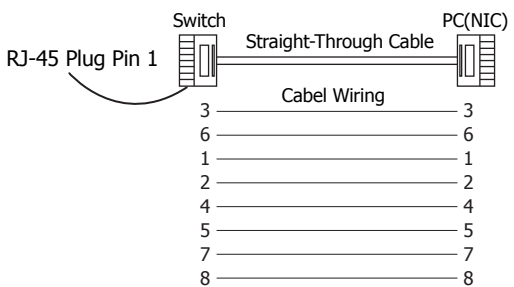 Switch PC(NIC)
Straight-Through Cable
RJ-45 Plug Pin 1
Cabel Wiring
3 3
6 6
1 1
2 2
4 4
5 5
7 7
8 8